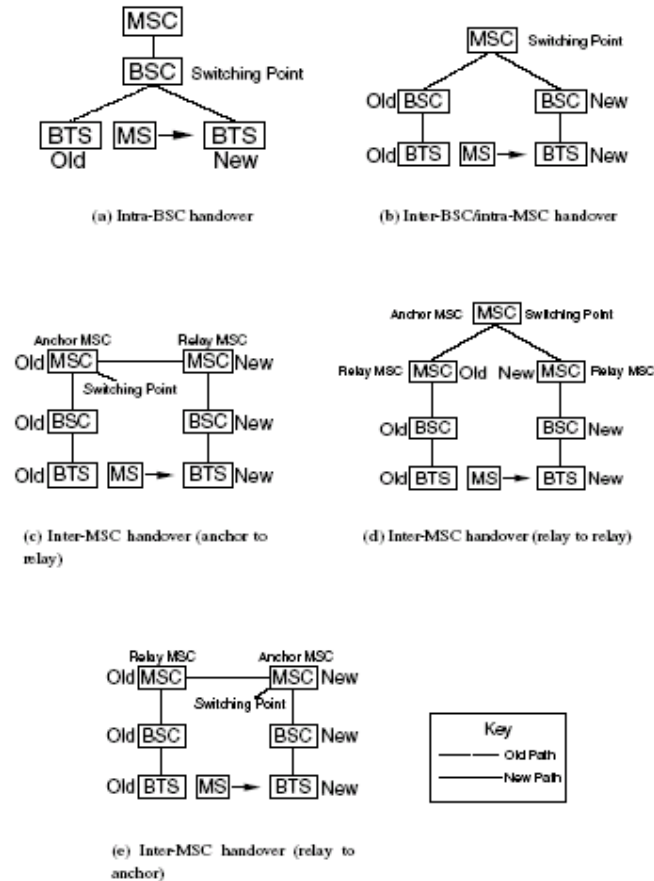 MSC
BSC Switching Point
BTS MS BTS
Old New
(a) Intra-BSC handover
MSC Switching Point
Old BSC BSC New
Old BTS MS BTS New
(b) Inter-BSC/intra-MSC handover
Anchor MSC Relay MSC
Old MSC MSC New
Switching Point
Old BSC BSC New
Old BTS MS BTS New
(c) Inter-MSC handover (anchor to
relay)
Anchor MSC MSC Switching Point
Relay MSC MSC Old New MSC Relay MSC
Old BSC BSC New
Old BTS MS BTS New
(d) Inter-MSC handover (relay to relay)
Relay MSC Anchor MSC
Old MSC MSC New
Switching Point
Old BSC BSC New
Old BTS MS BTS New
(e) Inter-MSC handover (relay to
anchor)
Key
Old Path
New Path